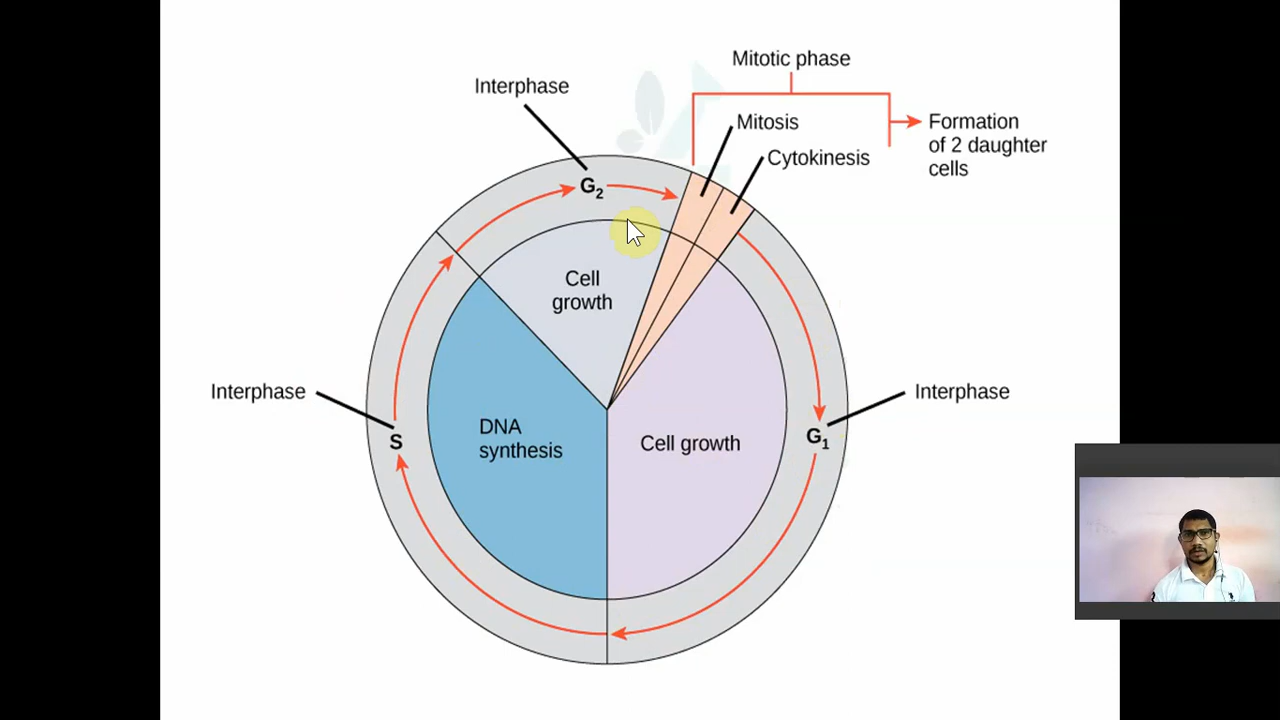 Mitotic phase
Interphase
Mitosis
Formation
of 2 daughter
cells
Cytokinesis
G2
Cell
growth
Interphase
Interphase
DNA
synthesis
S
Cell growth
G1